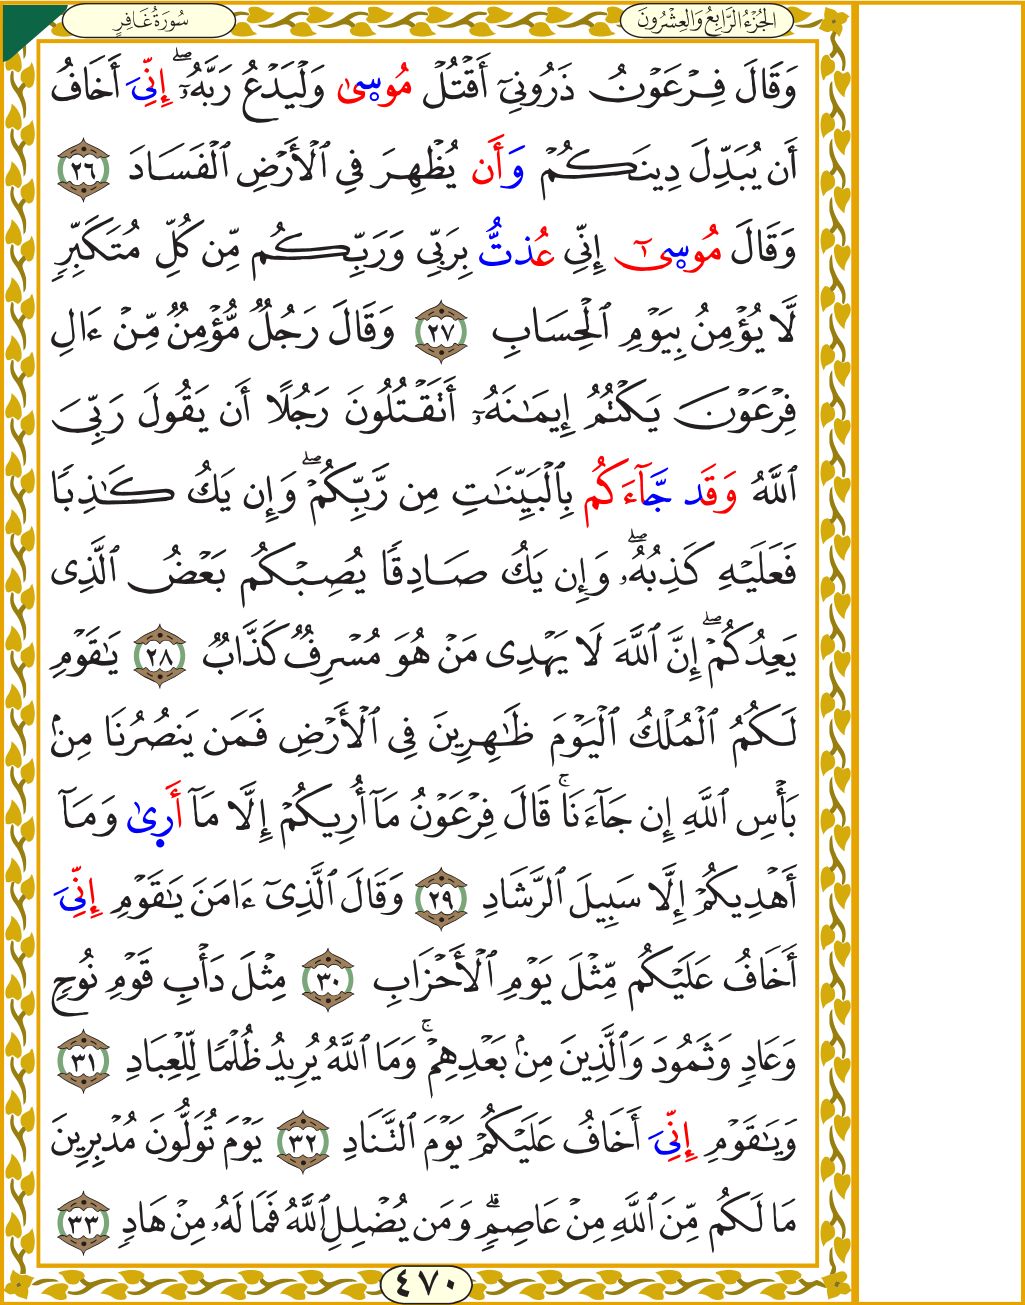 الجُزْءُ الرَّابِعُ وَالعِشْرُونَ
سُورَةُ غَافِرٍ
وَقَالَ فِرْعَوْنُ ذَرُونِيٓ أَقْتُلْ مُوسِىٰ وَلْيَدْعُ رَبَّهُۥٓۖ إِنِّيَ أَخَافُ
أَن يُبَدِّلَ دِينَكُمْ وَأَن يُظْهِرَ فِي ٱلْأَرْضِ ٱلْفَسَادَ ٢٦
وَقَالَ مُوسِىٰٓ إِنِّي عُذتُّ بِرَبِّي وَرَبِّكُم مِّن كُلِّ مُتَكَبِّرٍ
لَّا يُؤْمِنُ بِيَوْمِ ٱلْحِسَابِ ٢٧ وَقَالَ رَجُلٌ مُّؤْمِنٌ مِّنْ ءَالِ
فِرْعَوْنَ يَكْتُمُ إِيمَـٰنَهُۥٓ أَتَقْتُلُونَ رَجُلًا أَن يَقُولَ رَبِّيَ
ٱللَّهُ وَقَد جَّآءَكُم بِٱلْبَيِّنَـٰتِ مِن رَّبِّكُمْۖ وَإِن يَكُ كَـٰذِبًا
فَعَلَيْهِ كَذِبُهُۥۖ وَإِن يَكُ صَادِقًا يُصِبْكُم بَعْضُ ٱلَّذِي
يَعِدُكُمْۖ إِنَّ ٱللَّهَ لَا يَهْدِي مَنْ هُوَ مُسْرِفٌ كَذَّابٌ ٢٨ يَـٰقَوْمِ
لَكُمُ ٱلْمُلْكُ ٱلْيَوْمَ ظَـٰهِرِينَ فِي ٱلْأَرْضِ فَمَن يَنصُرُنَا مِنۢ
بَأْسِ ٱللَّهِ إِن جَآءَنَاۚ قَالَ فِرْعَوْنُ مَآ أُرِيكُمْ إِلَّا مَآ أَرِىٰ وَمَآ
أَهْدِيكُمْ إِلَّا سَبِيلَ ٱلرَّشَادِ ٢٩ وَقَالَ ٱلَّذِيٓ ءَامَنَ يَـٰقَوْمِ إِنِّيَ
أَخَافُ عَلَيْكُم مِّثْلَ يَوْمِ ٱلْأَحْزَابِ ٣٠ مِثْلَ دَأْبِ قَوْمِ نُوحٍ
وَعَادٍ وَثَمُودَ وَٱلَّذِينَ مِنۢ بَعْدِهِمْۚ وَمَا ٱللَّهُ يُرِيدُ ظُلْمًا لِّلْعِبَادِ ٣١
وَيَـٰقَوْمِ إِنِّيَ أَخَافُ عَلَيْكُمْ يَوْمَ ٱلتَّنَادِ ٣٢ يَوْمَ تُوَلُّونَ مُدْبِرِينَ
مَا لَكُم مِّنَ ٱللَّهِ مِنْ عَاصِمٍۗ وَمَن يُضْلِلِ ٱللَّهُ فَمَا لَهُۥ مِنْ هَادٍ ٣٣
٤٧٠